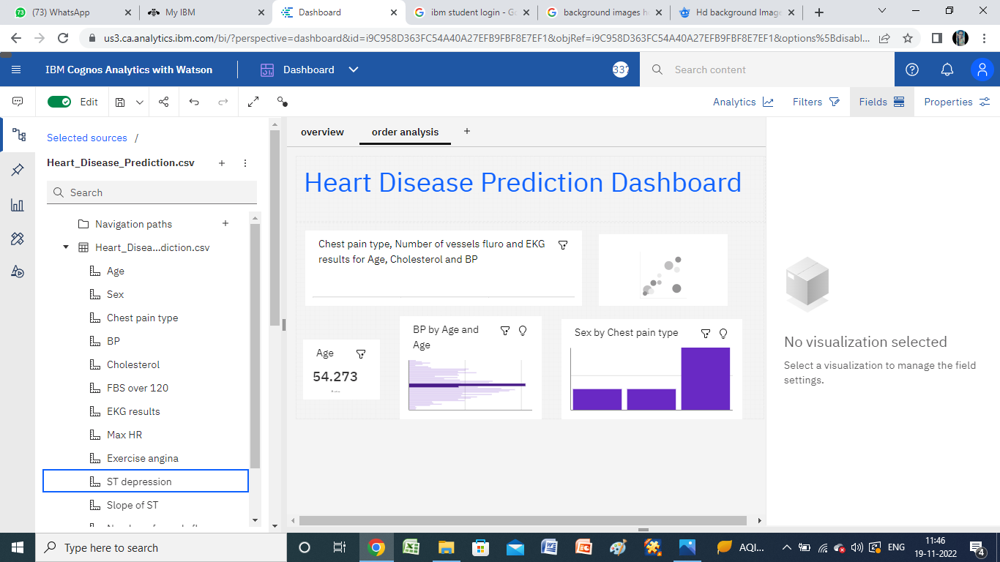 (73) WhatsApp
My IBM
Dashboard
ibm student login - Go
background images h
Hd background Image
us3.ca.analytics.ibm.com/bi/?perspective=dashboard&id=i9C958D363FC54A40A27EFB9FBF8E7EF1&objRef=i9C958D363FC54A40A27EFB9FBF8E7EF1&options%5Bdisabl...
IBM Cognos Analytics with Watson
Dashboard
Search content
Edit
Analytics
Filters
Fields
Properties
Selected sources /
Heart_Disease_Prediction.csv
Search
Navigation paths
Heart_Disea...diction.csv
Age
Sex
Chest pain type
BP
Cholesterol
FBS over 120
EKG results
Max HR
Exercise angina
ST depression
Slope of ST
overview
order analysis
Heart Disease Prediction Dashboard
Chest pain type, Number of vessels fluro and EKG
results for Age, Cholesterol and BP
Age
54.273
BP by Age and
Age
Sex by Chest pain type
No visualization selected
Select a visualization to manage the field
settings.
Type here to search
AQI...
ENG
11:46
19-11-2022
4